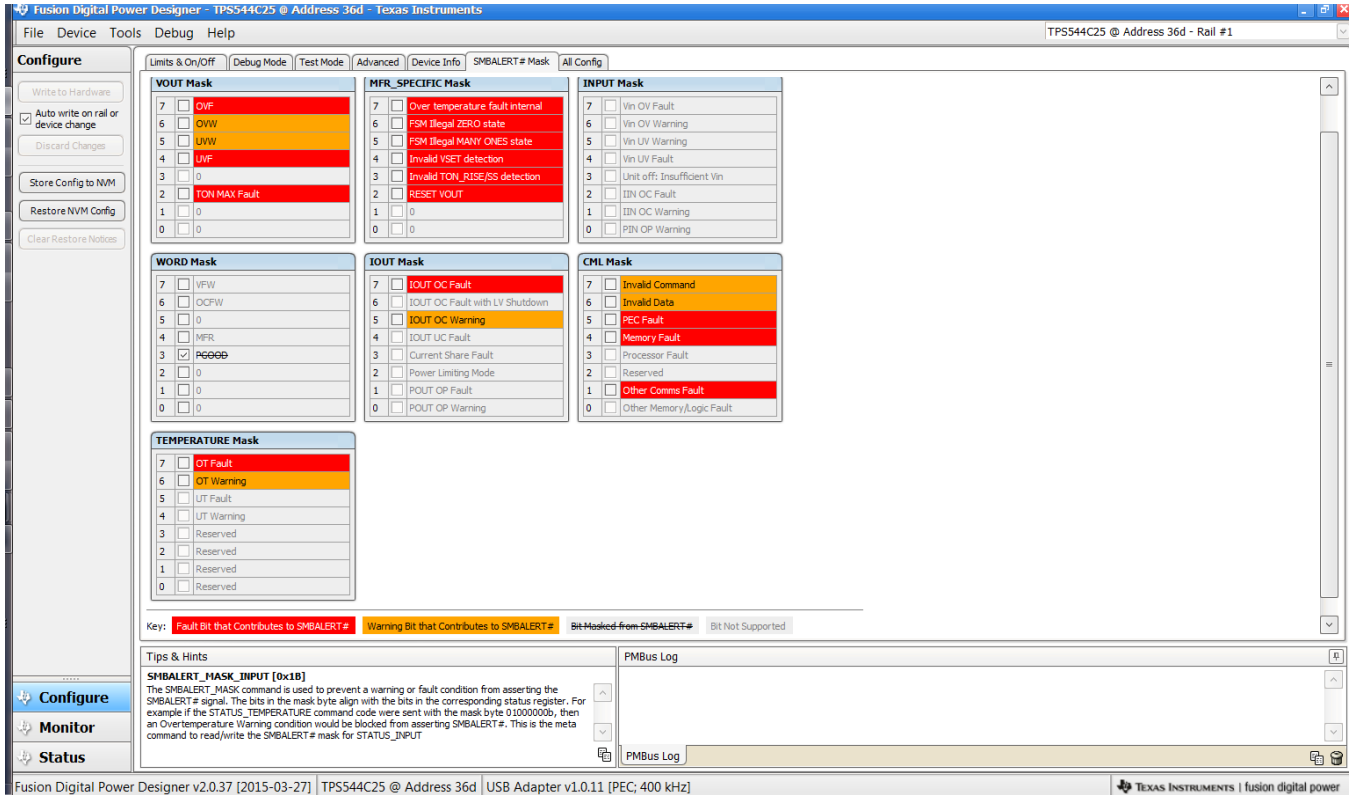 Fusion Digital Power Designer - TPS544C25 @ Address 36d - Texas Instruments
File Device Tools Debug Help
TPS544C25 @ Address 36d - Rail #1
Configure
Write to Hardware
Auto write on rail or
device change
Discard Changes
Store Config to NVM
Restore NVM Config
Clear Restore Notices
Limits & On/Off Debug Mode Test Mode Advanced Device Info SMBALERT# Mask All Config
VOUT Mask
7 OVF
6 OVW
5 UVW
4 UVF
3 0
2 TON MAX Fault
1 0
0 0
MFR_SPECIFIC Mask
7 Over temperature fault internal
6 FSM Illegal ZERO state
5 FSM Illegal MANY ONES state
4 Invalid VSET detection
3 Invalid TON_RISE/SS detection
2 RESET VOUT
1 0
0 0
INPUT Mask
7 Vin OV Fault
6 Vin OV Warning
5 Vin UV Warning
4 Vin UV Fault
3 Unit off: Insufficient Vin
2 IIN OC Fault
1 IIN OC Warning
0 PIN OP Warning
WORD Mask
7 VFW
6 OCFW
5 0
4 MFR
3 PGOOD
2 0
1 0
0 0
IOUT Mask
7 IOUT OC Fault
6 IOUT OC Fault with LV Shutdown
5 IOUT OC Warning
4 IOUT UC Fault
3 Current Share Fault
2 Power Limiting Mode
1 POUT OP Fault
0 POUT OP Warning
CML Mask
7 Invalid Command
6 Invalid Data
5 PEC Fault
4 Memory Fault
3 Processor Fault
2 Reserved
1 Other Comms Fault
0 Other Memory/Logic Fault
TEMPERATURE Mask
7 OT Fault
6 OT Warning
5 UT Fault
4 UT Warning
3 Reserved
2 Reserved
1 Reserved
0 Reserved
Key: Fault Bit that Contributes to SMBALERT# Warning Bit that Contributes to SMBALERT# Bit Masked from SMBALERT# Bit Not Supported
Tips & Hints
SMBALERT_MASK_INPUT [0x1B]
The SMBALERT_MASK command is used to prevent a warning or fault condition from asserting the
SMBALERT# signal. The bits in the mask byte align with the bits in the corresponding status register. For
example if the STATUS_TEMPERATURE command code were sent with the mask byte 01000000b, then
an Overtemperature Warning condition would be blocked from asserting SMBALERT#. This is the meta
command to read/write the SMBALERT# mask for STATUS_INPUT
PMBus Log
PMBus Log
Configure
Monitor
Status
Fusion Digital Power Designer v2.0.37 [2015-03-27] TPS544C25 @ Address 36d USB Adapter v1.0.11 [PEC; 400 kHz]
TEXAS INSTRUMENTS | fusion digital power